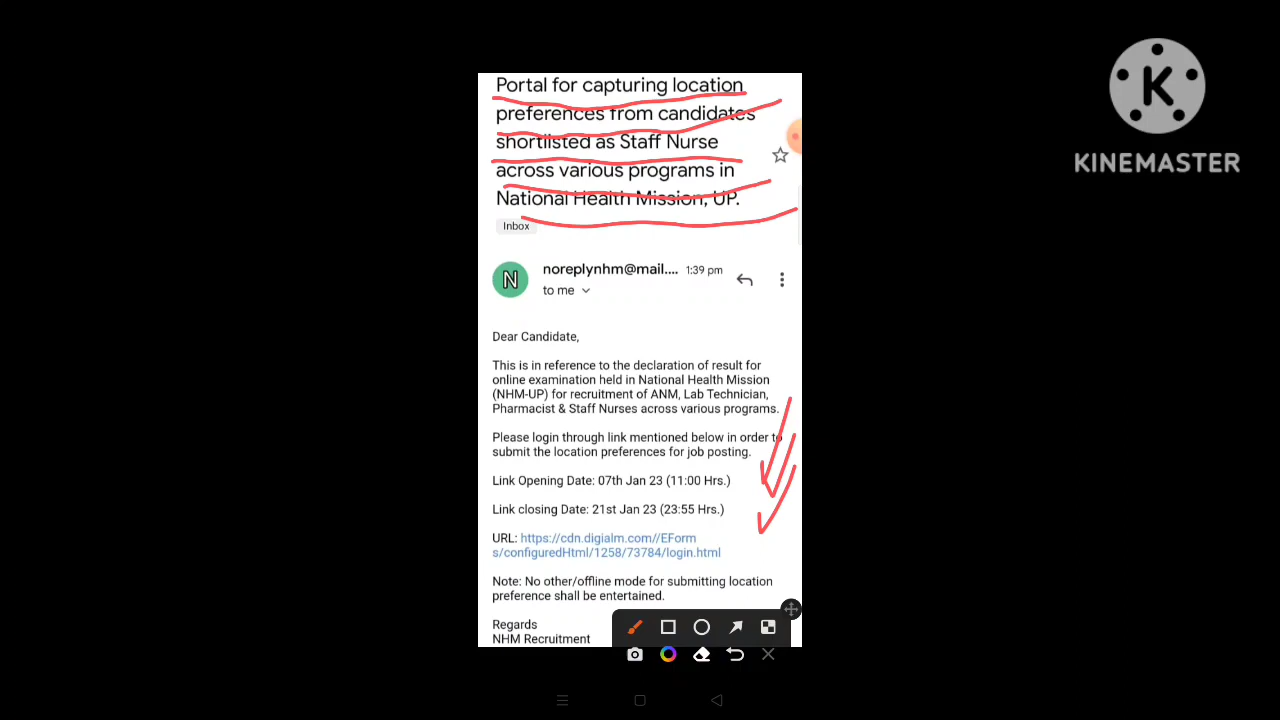 Portal for capturing location
preferences from candidates
shortlisted as Staff Nurse
across various programs in
National Health Mission, UP.
Inbox
N
noreplynhm@mail.... 1:39 pm
to me
Dear Candidate,
This is in reference to the declaration of result for
online examination held in National Health Mission
(NHM-UP) for recruitment of ANM, Lab Technician,
Pharmacist & Staff Nurses across various programs.
Please login through link mentioned below in order to
submit the location preferences for job posting.
Link Opening Date: 07th Jan 23 (11:00 Hrs.)
Link closing Date: 21st Jan 23 (23:55 Hrs.)
URL: https://cdn.digialm.com//EForm
s/configuredHtml/1258/73784/login.html
Note: No other/offline mode for submitting location
preference shall be entertained.
Regards
NHM Recruitment
K
KINEMASTER